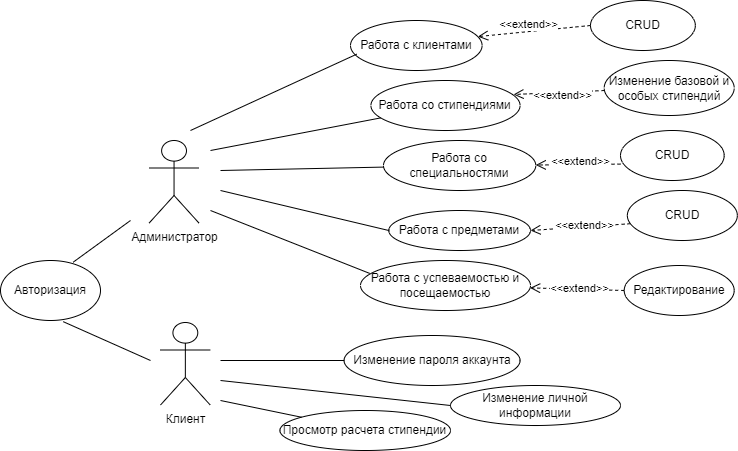 <<extend>>
CRUD
Работа с клиентами
Изменение базовой и
особых стипендий
<<extend>>
Работа со стипендиями
Работа со
специальностями
<<extend>>
CRUD
Администратор
Работа с предметами
<<extend>>
CRUD
Авторизация
Работа с успеваемостью и
посещаемостью
<<extend>>
Редактирование
Изменение пароля аккаунта
Клиент
Изменение личной
информации
Просмотр расчета стипендии